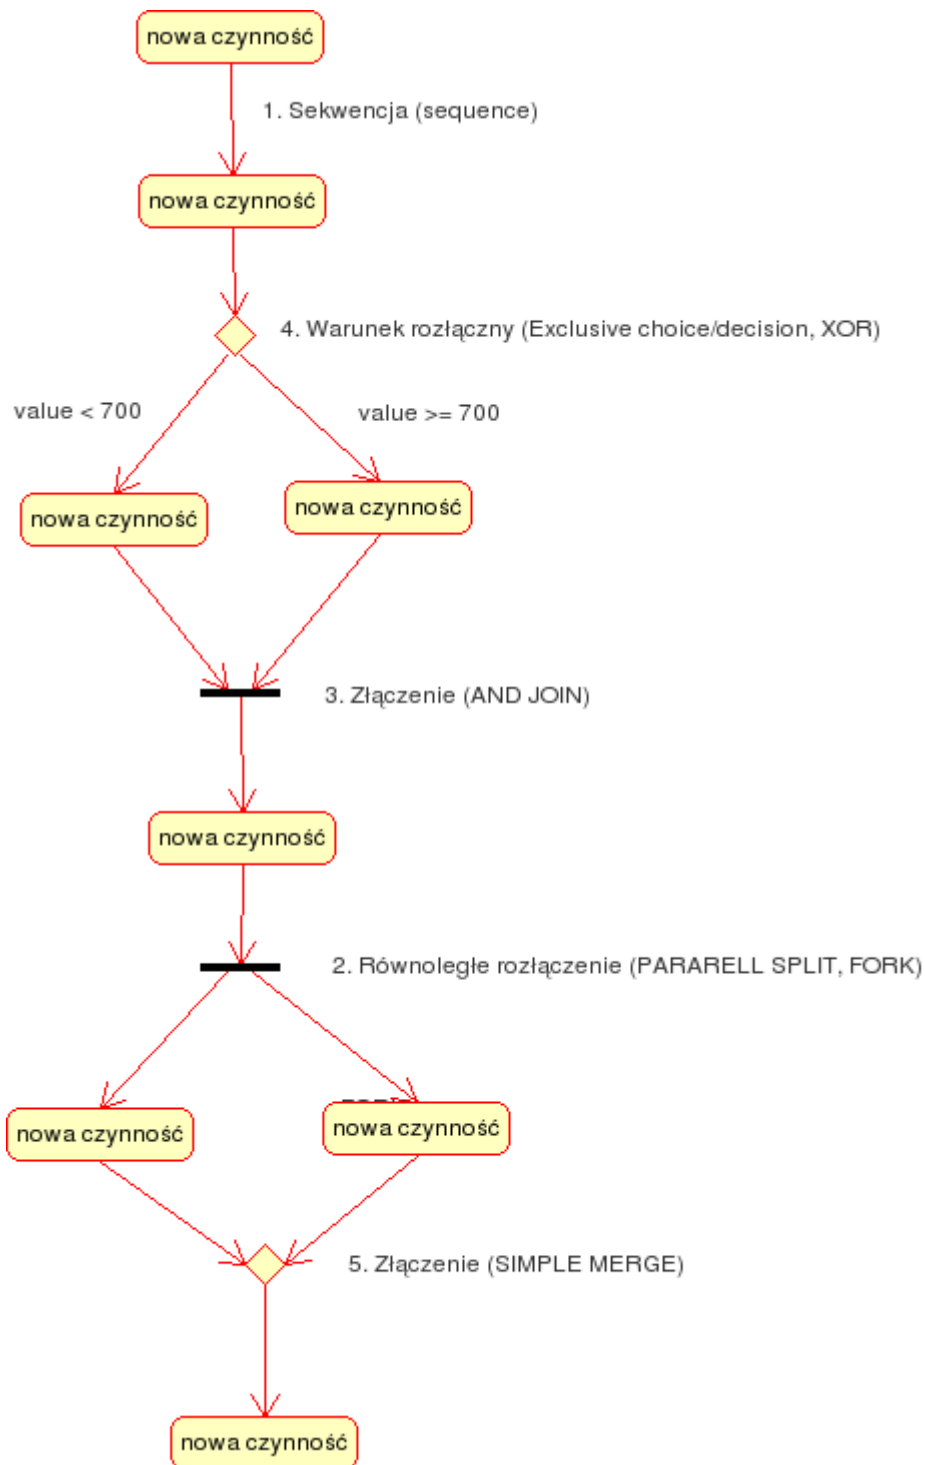 nowa czynność
1. Sekwencja (sequence)
nowa czynność
4. Warunek rozłączny (Exclusive choice/decision, XOR)
value < 700
value >= 700
nowa czynność
nowa czynność
3. Złączenie (AND JOIN)
nowa czynność
2. Równoległe rozłączenie (PARARELL SPLIT, FORK)
nowa czynność
nowa czynność
5. Złączenie (SIMPLE MERGE)
nowa czynność